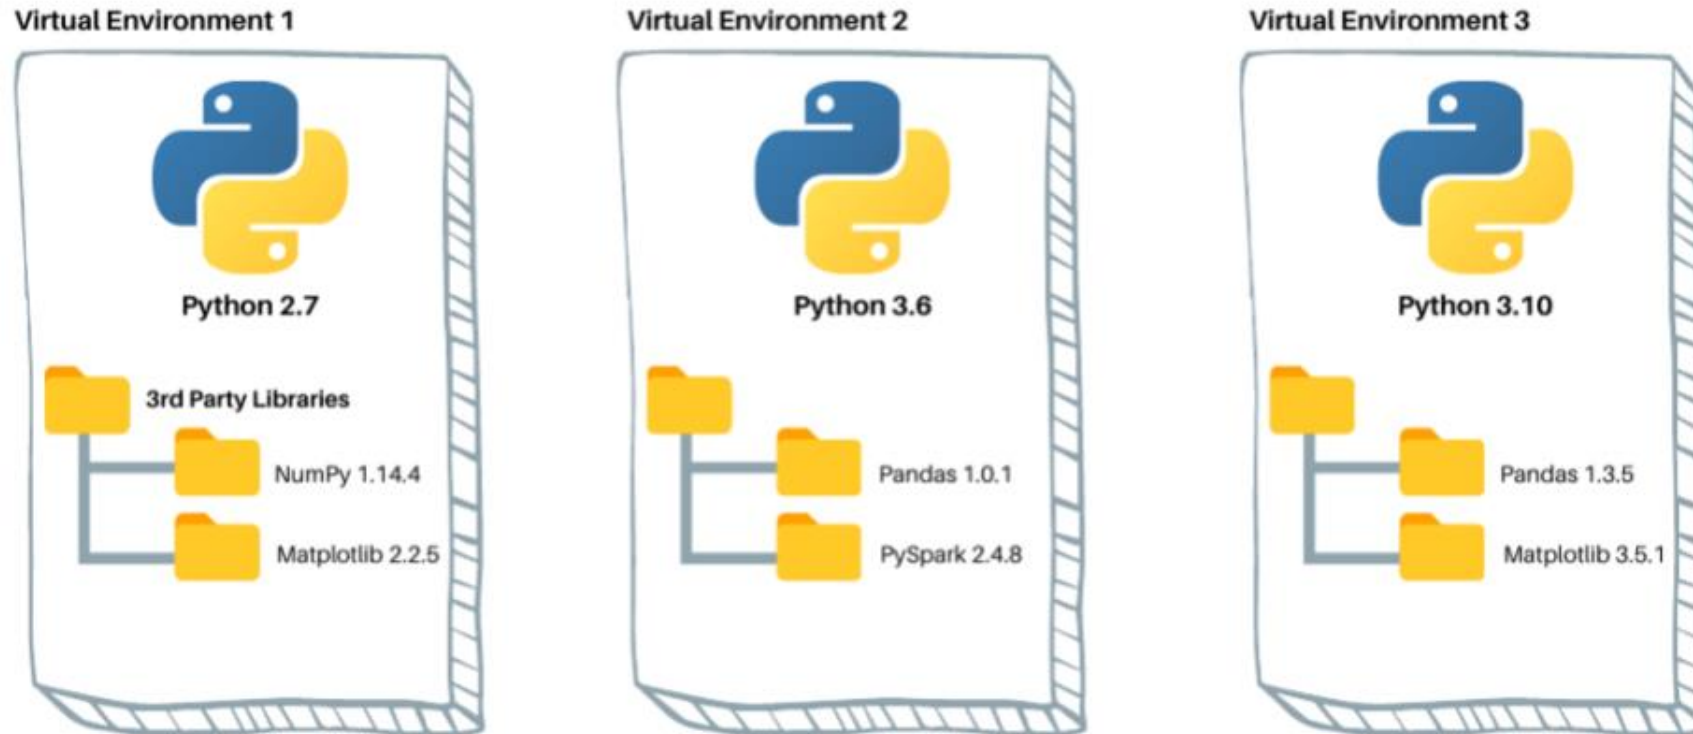 Virtual Environment 1
Python 2.7
3rd Party Libraries
NumPy 1.14.4
Matplotlib 2.2.5
Virtual Environment 2
Python 3.6
Pandas 1.0.1
PySpark 2.4.8
Virtual Environment 3
Python 3.10
Pandas 1.3.5
Matplotlib 3.5.1